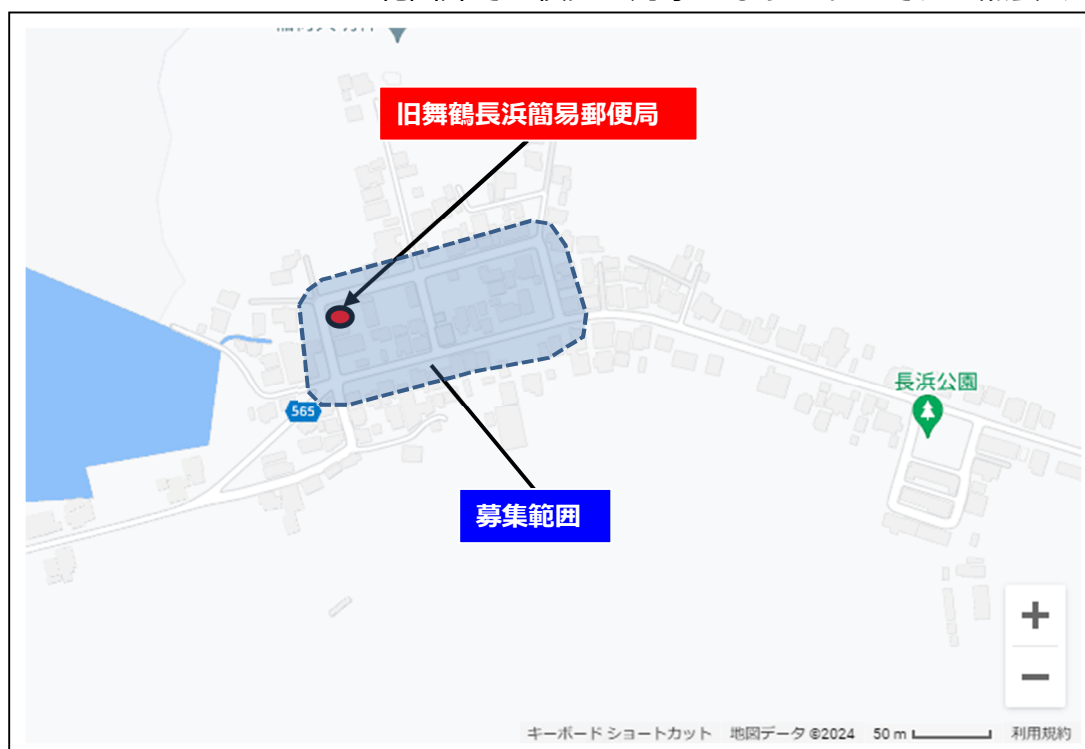 旧舞鶴長浜簡易郵便局
565
長浜公園
募集範囲
+
−
キーボード ショートカット 地図データ ©2024 50 m 利用規約